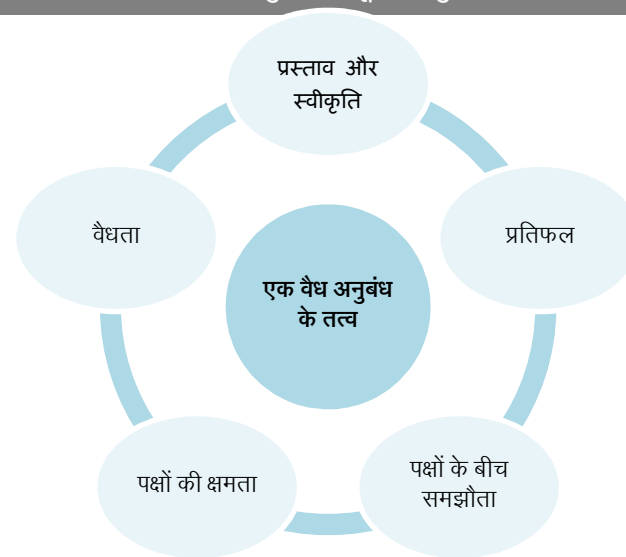 प्रस्ताव और
स्वीकृति
वैधता
प्रतिफल
एक वैध अनुबंध
के तत्व
पक्षों की क्षमता
पक्षों के बीच
समझौता